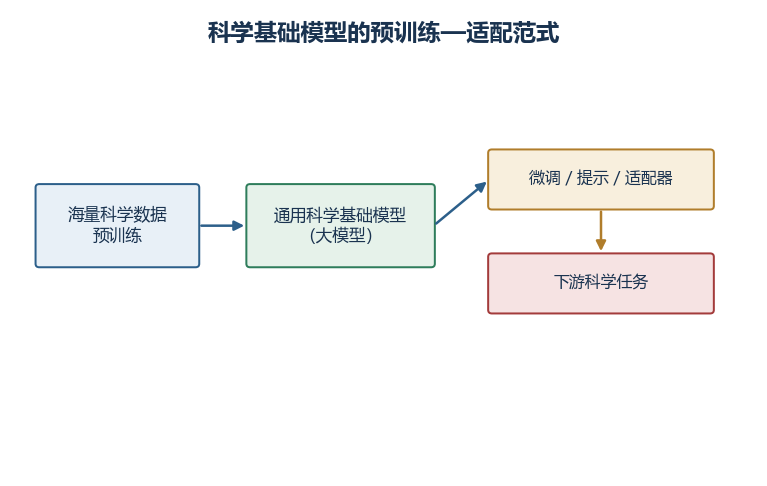 科学基础模型的预训练—适配范式
海量科学数据
预训练
通用科学基础模型
(大模型)
微调 / 提示 / 适配器
下游科学任务